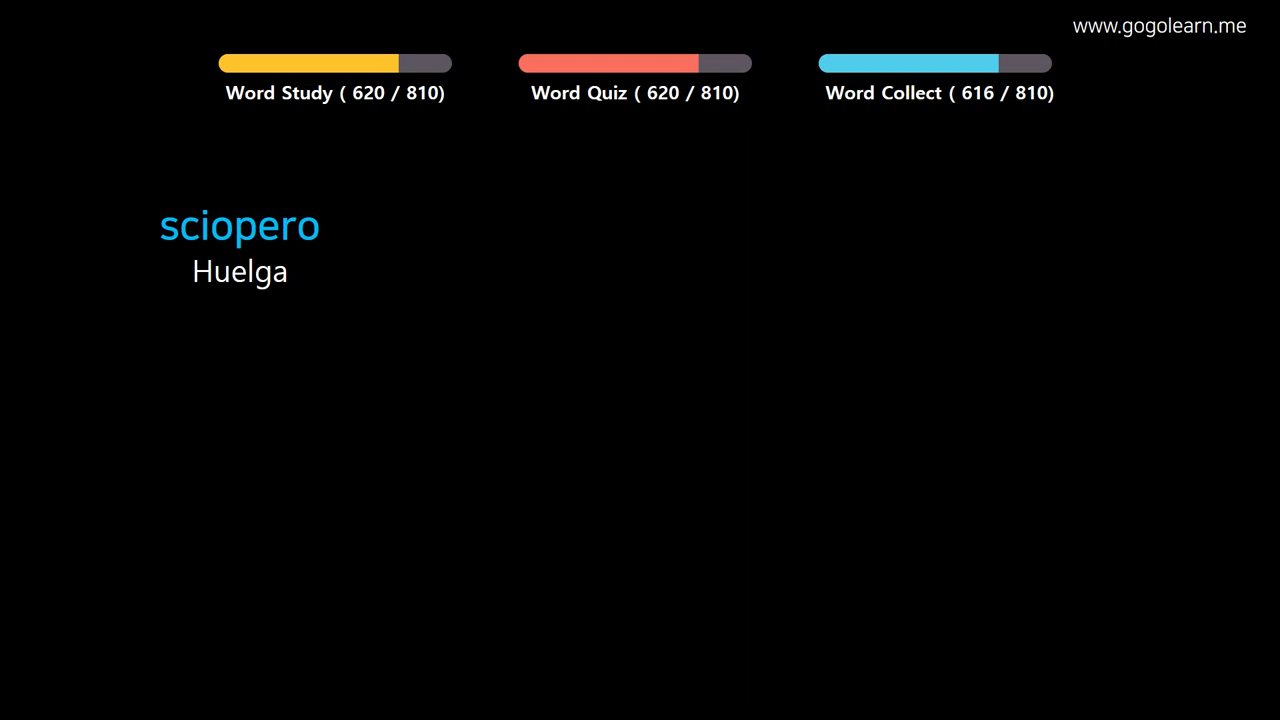 www.gogolearn.me
Word Study ( 620 / 810)
Word Quiz ( 620 / 810)
Word Collect ( 616 / 810)
sciopero
Huelga